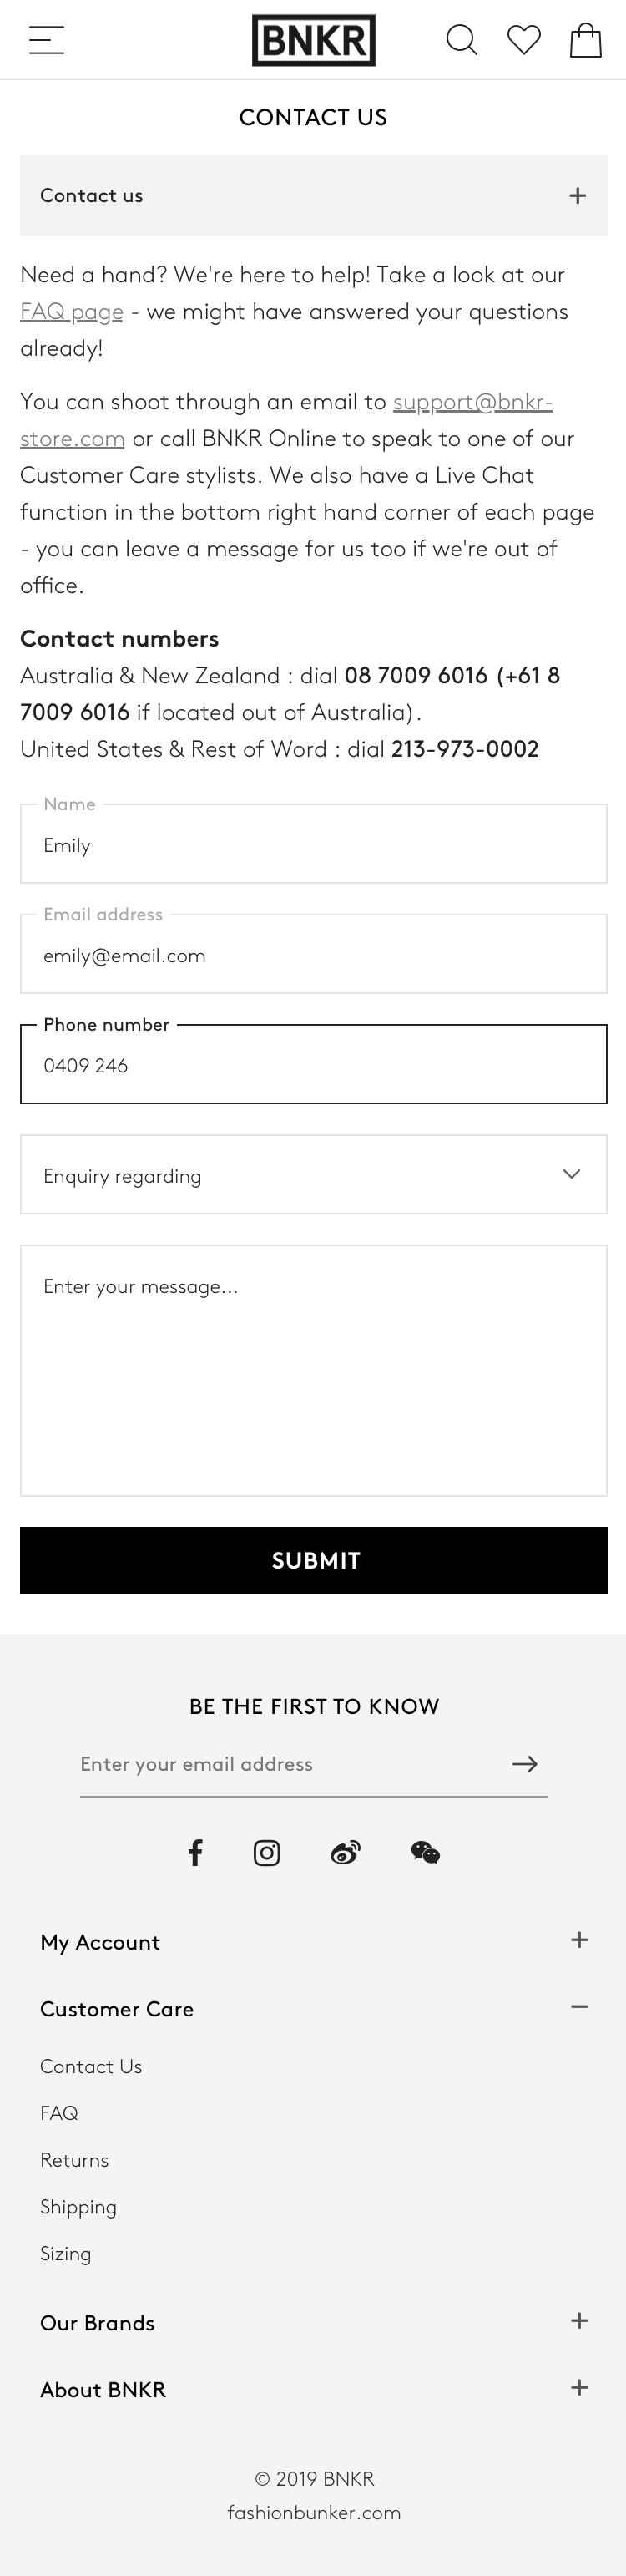 BNKR
CONTACT US
Contact us
Need a hand? We're here to help! Take a look at our
FAQ page - we might have answered your questions
already!
You can shoot through an email to support@bnkr-
store.com or call BNKR Online to speak to one of our
Customer Care stylists. We also have a Live Chat
function in the bottom right hand corner of each page
- you can leave a message for us too if we're out of
office.
Contact numbers
Australia & New Zealand : dial 08 7009 6016 (+61 8
7009 6016 if located out of Australia).
United States & Rest of Word : dial 213-973-0002
Name
Emily
Email address
emily@email.com
Phone number
0409 246
Enquiry regarding
Enter your message...
SUBMIT
BE THE FIRST TO KNOW
Enter your email address
My Account
Customer Care
Contact Us
FAQ
Returns
Shipping
Sizing
Our Brands
About BNKR
© 2019 BNKR
fashionbunker.com